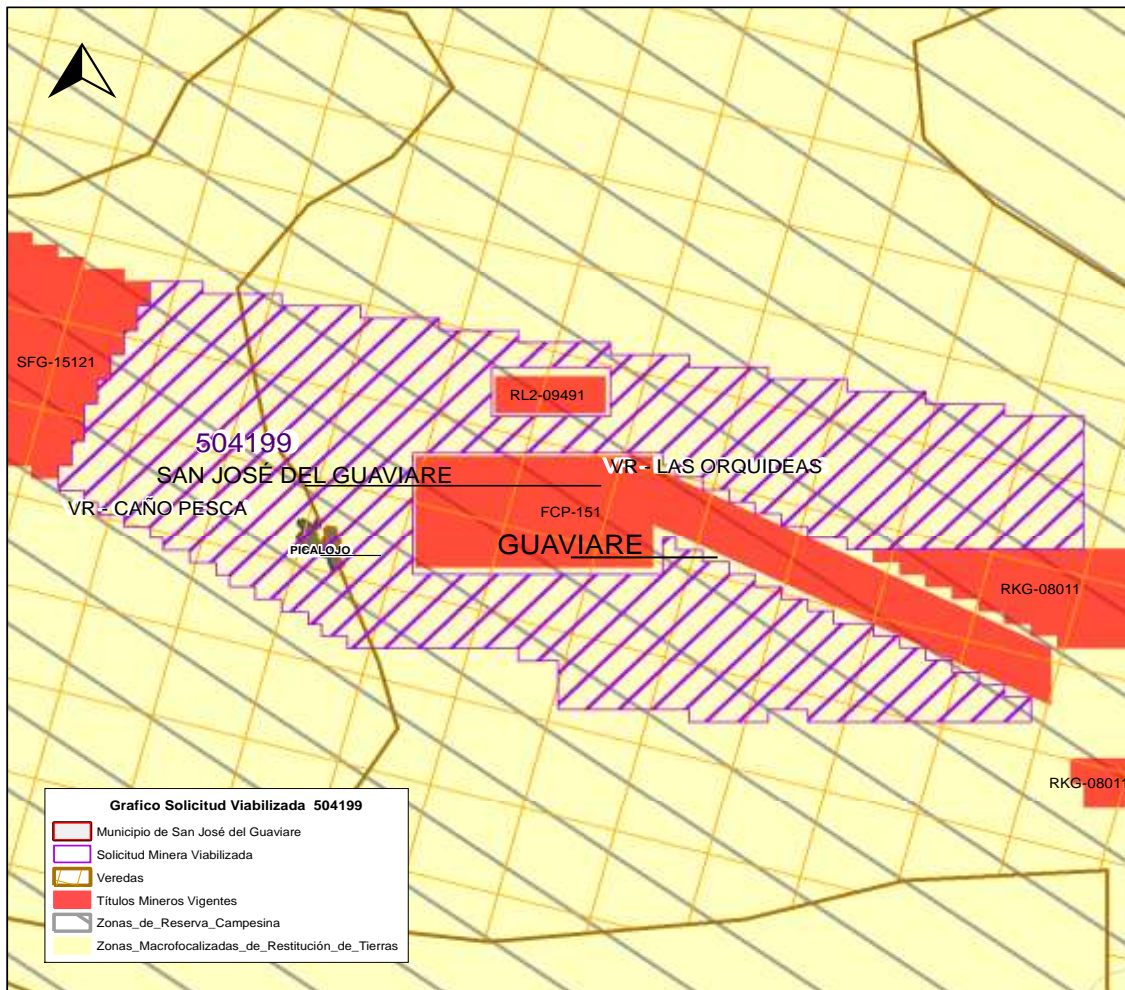 SFG-15121
RL2-09491
504199
SAN JOSÉ DEL GUAVIARE
VR - LAS ORQUIDEAS
VR - CAÑO PESCA
FCP-151
PICALOJO
GUAVIARE
RKG-08011
RKG-08011
Grafico Solicitud Viabilizada 504199
Municipio de San José del Guaviare
Solicitud Minera Viabilizada
Veredas
Títulos Mineros Vigentes
Zonas_de_Reserva_Campesina
Zonas_Macrofocalizadas_de_Restitución_de_Tierras